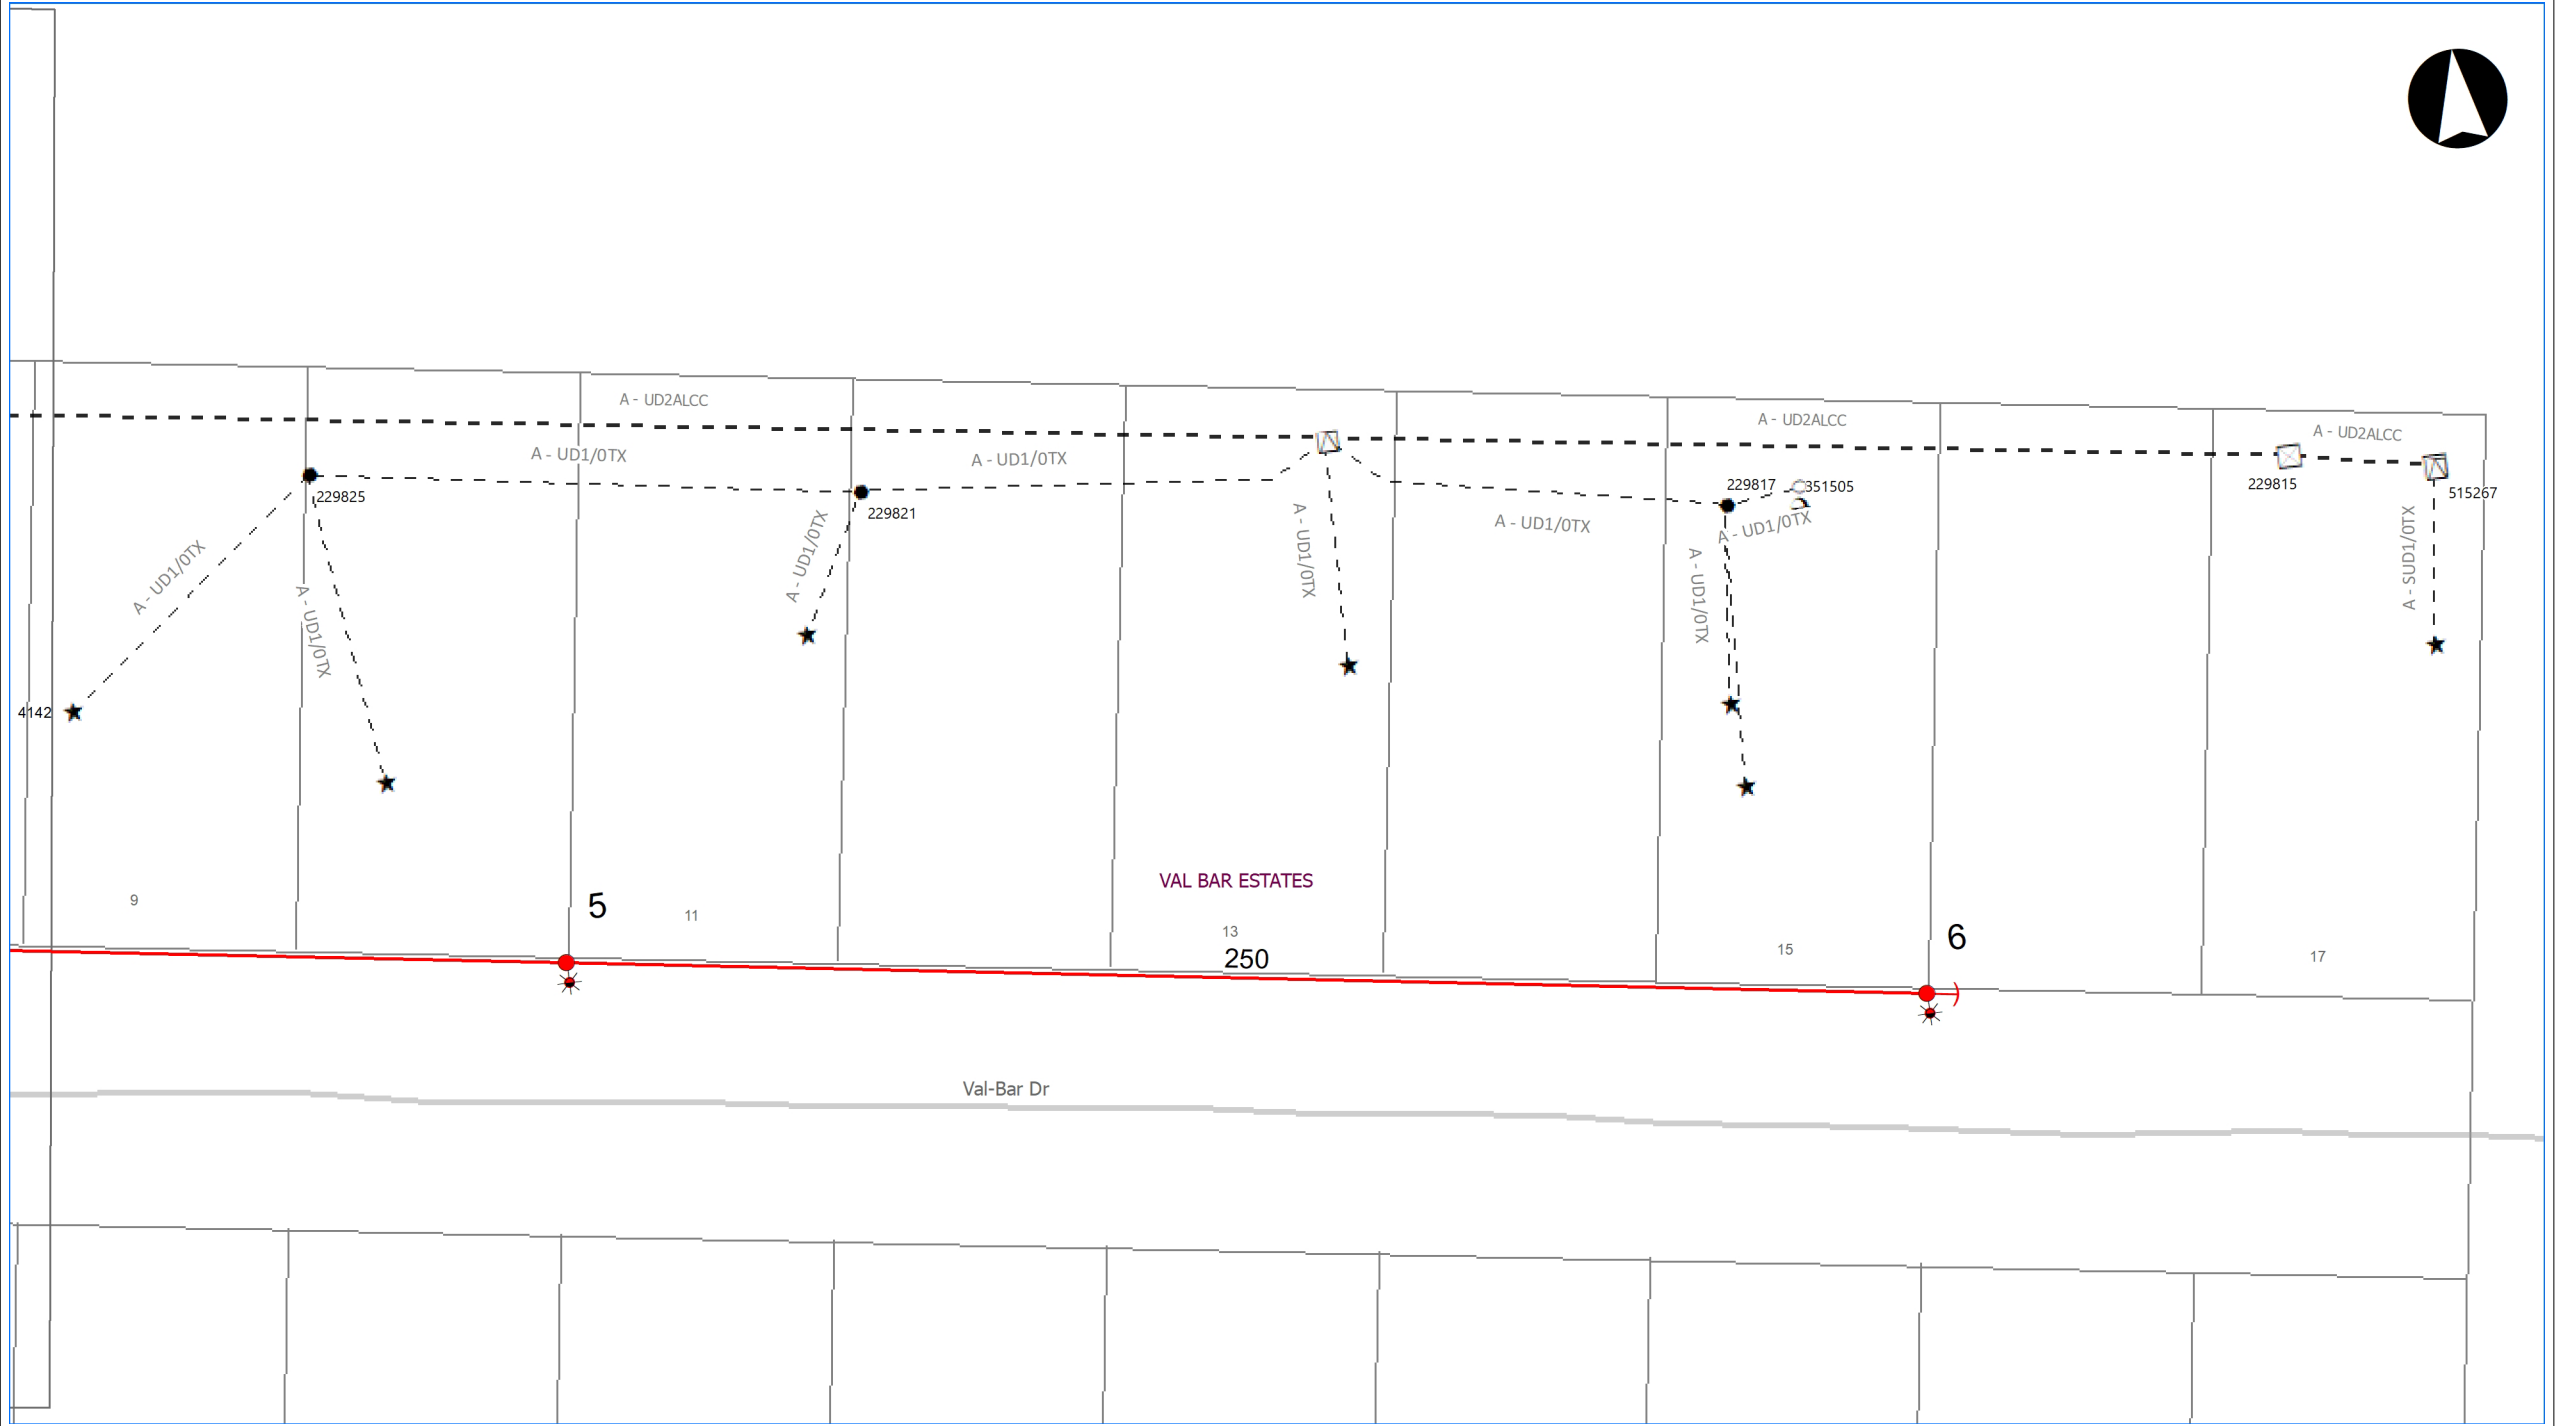 A - UD2ALCC
A - UD2ALCC
A - UD2ALCC
A - UD1/0TX
A - UD1/0TX
229825
229821
229817
351505
229815
515267
A - UD1/0TX
A - UD1/0TX
A - UD1/0TX
A - UD1/0TX
A - UD1/0TX
A - UD1/0TX
A - UD1/0TX
A - SUD1/0TX
4142
VAL BAR ESTATES
9
5
11
13
250
15
6
17
Val-Bar Dr